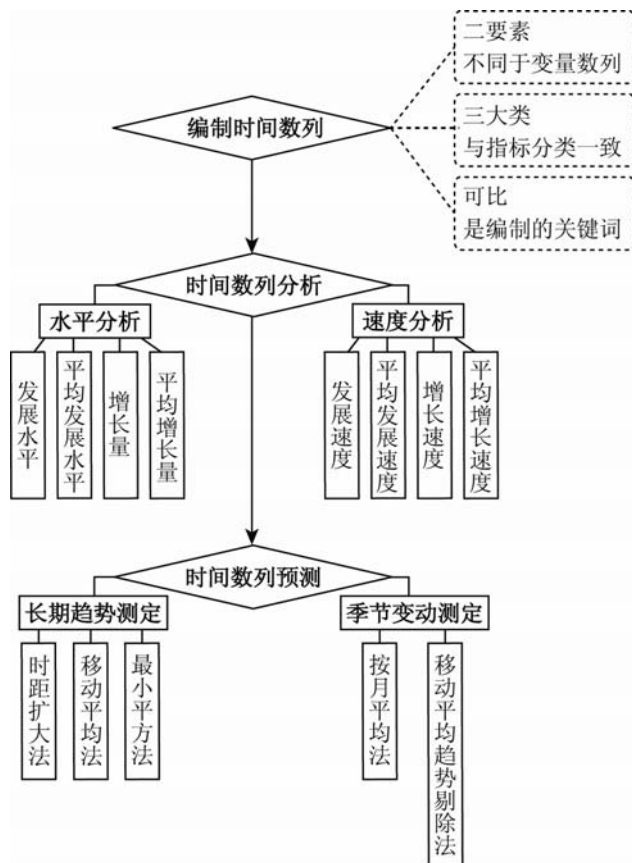 二要素
不同于变量数列
编制时间数列
三大类
与指标分类一致
可比
是编制的关键词
时间数列分析
水平分析
速度分析
发展水平
平均发展水平
增长量
平均增长量
发展速度
平均发展速度
增长速度
平均增长速度
时间数列预测
长期趋势测定
季节变动测定
时距扩大法
移动平均法
最小平方法
按月平均法
移动平均趋势剔除法